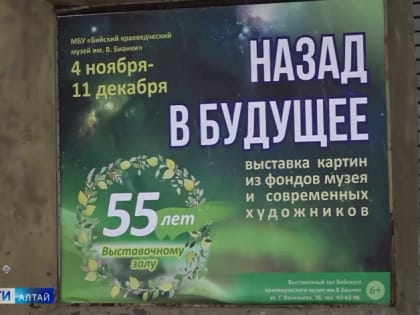 МБУ «Бийский краеведческий
музей им. В. Бианки»
4 ноября-
11 декабря
НАЗАД
В БУДУЩЕЕ
выставка картин
из фондов музея
и современных
художников
55 лет
Выставочному
залу
Выставочный зал Бийского
краеведческого музея им.В.Бианки
6+
АЛТАЙ